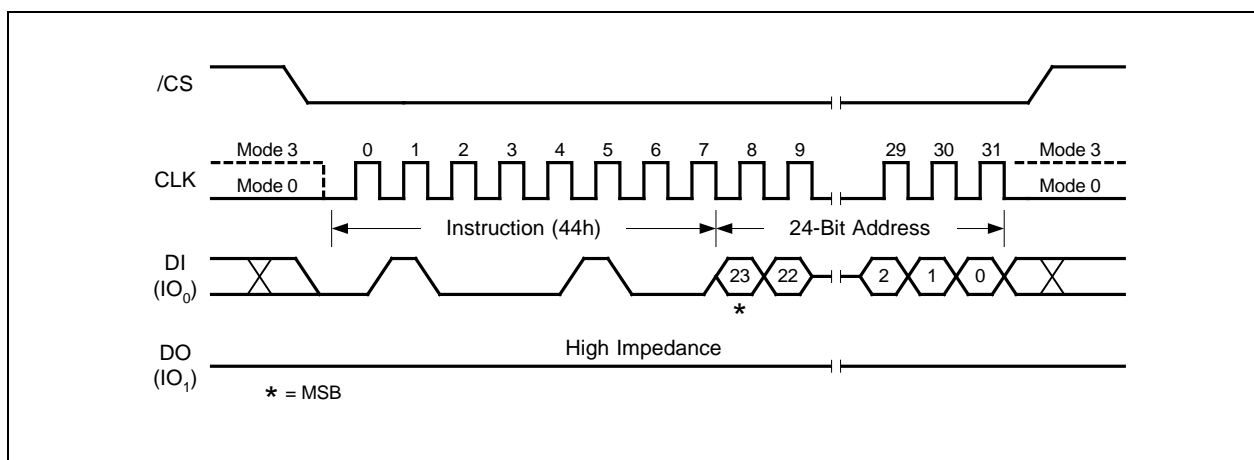 /CS
Mode 3 0 1 2 3 4 5 6 7 8 9 29 30 31 Mode 3
CLK
Mode 0 Mode 0
Instruction (44h) 24-Bit Address
DI
(IO0)
23 22 2 1 0
*
High Impedance
DO
(IO1)
* = MSB